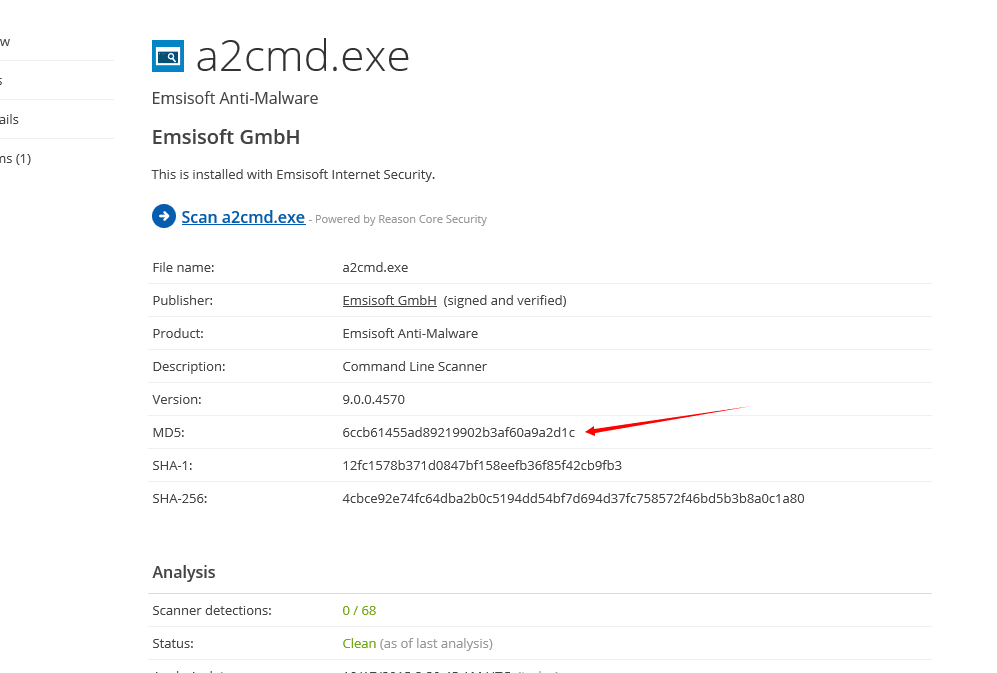 w
s
ails
ms (1)
a2cmd.exe
Emsisoft Anti-Malware
Emsisoft GmbH
This is installed with Emsisoft Internet Security.
Scan a2cmd.exe - Powered by Reason Core Security
File name: a2cmd.exe
Publisher: Emsisoft GmbH (signed and verified)
Product: Emsisoft Anti-Malware
Description: Command Line Scanner
Version: 9.0.0.4570
MD5: 6ccb61455ad89219902b3af60a9a2d1c
SHA-1: 12fc1578b371d0847bf158eefb36f85f42cb9fb3
SHA-256: 4cbce92e74fc64dba2b0c5194dd54bf7d694d37fc758572f46bd5b3b8a0c1a80
Analysis
Scanner detections: 0 / 68
Status: Clean (as of last analysis)